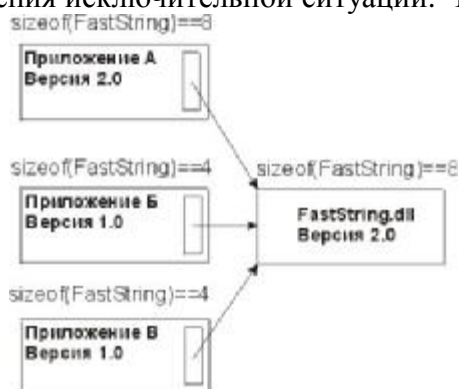 ения исключительной ситуации.
sizeof(FastString)==8
Приложение А
Версия 2.0
sizeof(FastString)==4
sizeof(FastString)==8
Приложение Б
Версия 1.0
FastString.dll
Версия 2.0
sizeof(FastString)==4
Приложение В
Версия 1.0